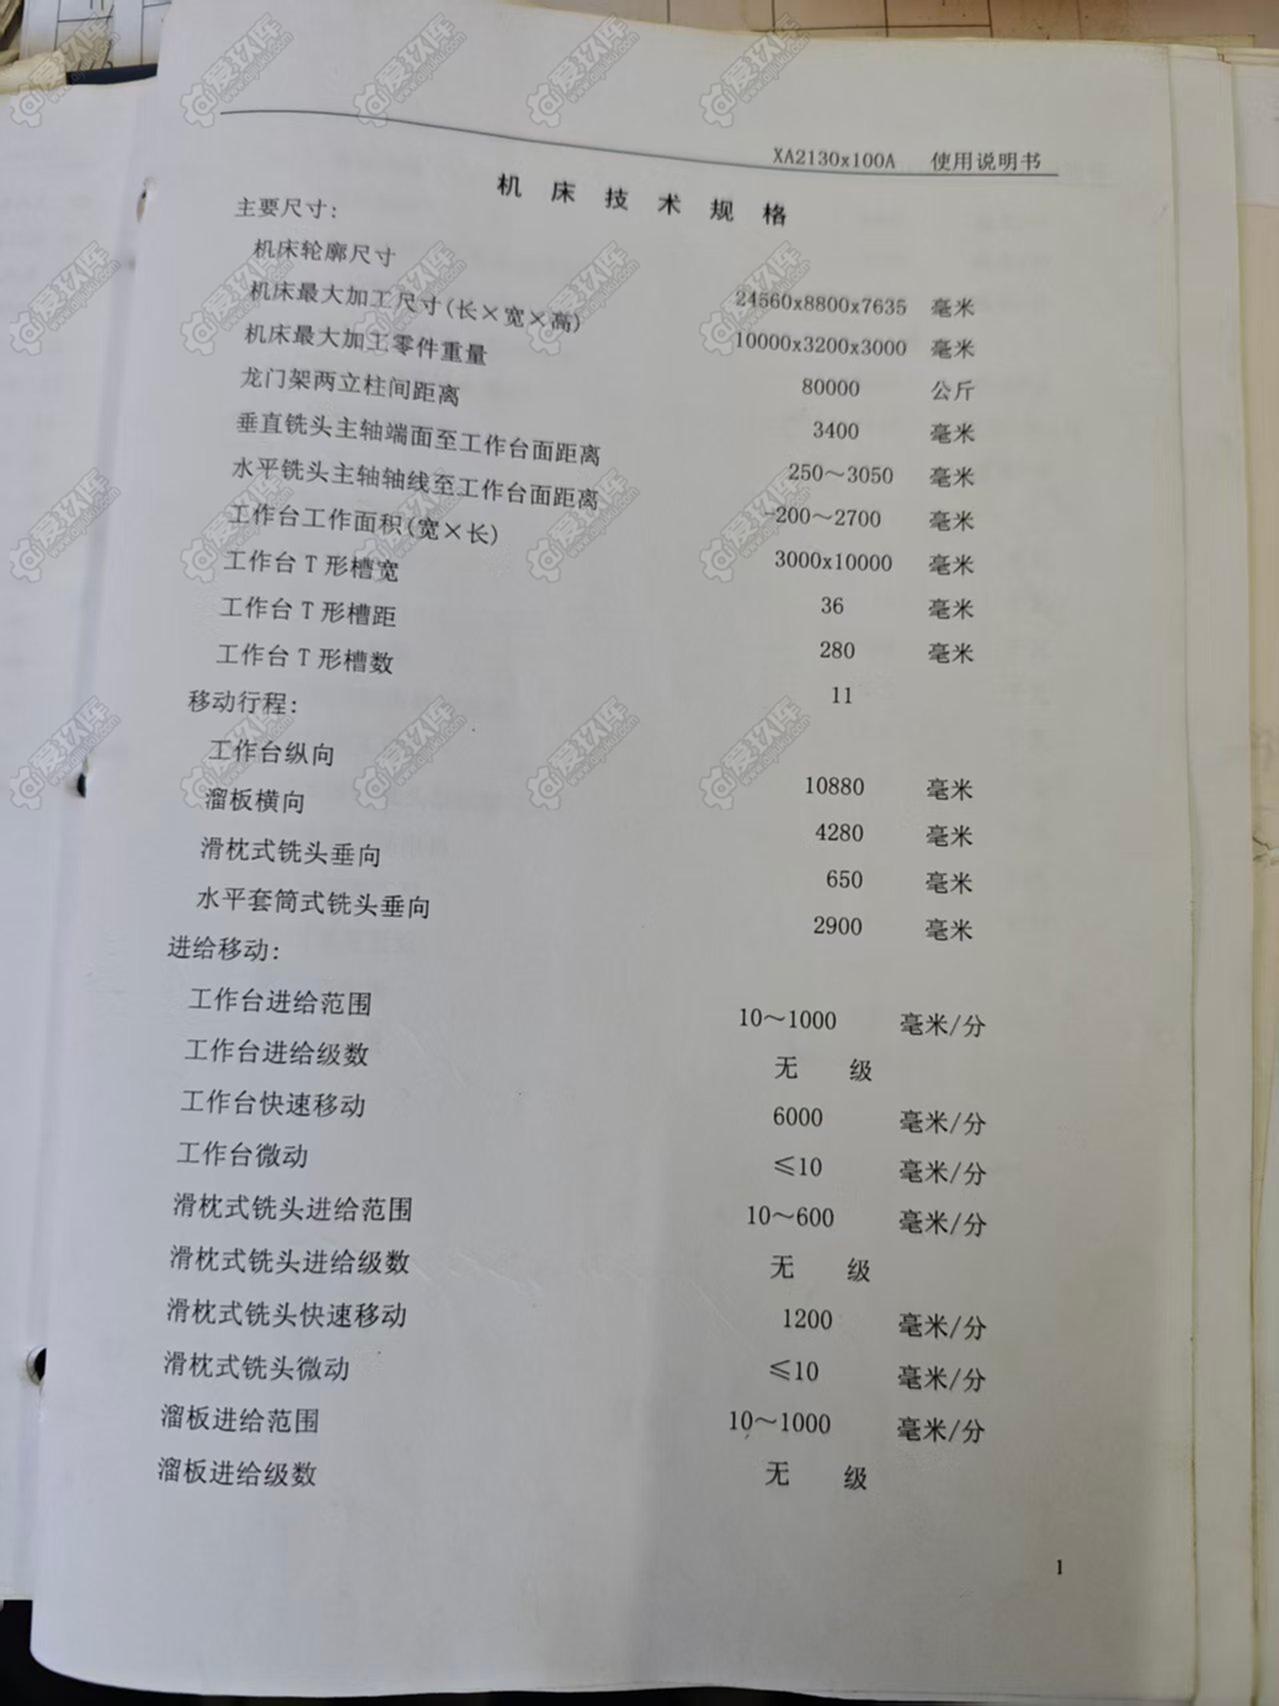 XA2130x100A 使用说明书
机床技术规格
主要尺寸:
机床轮廓尺寸 24560x8800x7635 毫米
机床最大加工尺寸(长×宽×高) 10000x3200x3000 毫米
机床最大加工零件重量 80000 公斤
龙门架两立柱间距离 3400 毫米
垂直铣头主轴端面至工作台面距离 250～3050 毫米
水平铣头主轴轴线至工作台面距离 -200～2700 毫米
工作台工作面积(宽×长) 3000x10000 毫米
工作台T形槽宽 36 毫米
工作台T形槽距 280 毫米
工作台T形槽数 11
移动行程:
工作台纵向 10880 毫米
溜板横向 4280 毫米
滑枕式铣头垂向 650 毫米
水平套筒式铣头垂向 2900 毫米
进给移动:
工作台进给范围 10～1000 毫米/分
工作台进给级数 无 级
工作台快速移动 6000 毫米/分
工作台微动 ≤10 毫米/分
滑枕式铣头进给范围 10～600 毫米/分
滑枕式铣头进给级数 无 级
滑枕式铣头快速移动 1200 毫米/分
滑枕式铣头微动 ≤10 毫米/分
溜板进给范围 10～1000 毫米/分
溜板进给级数 无 级
1